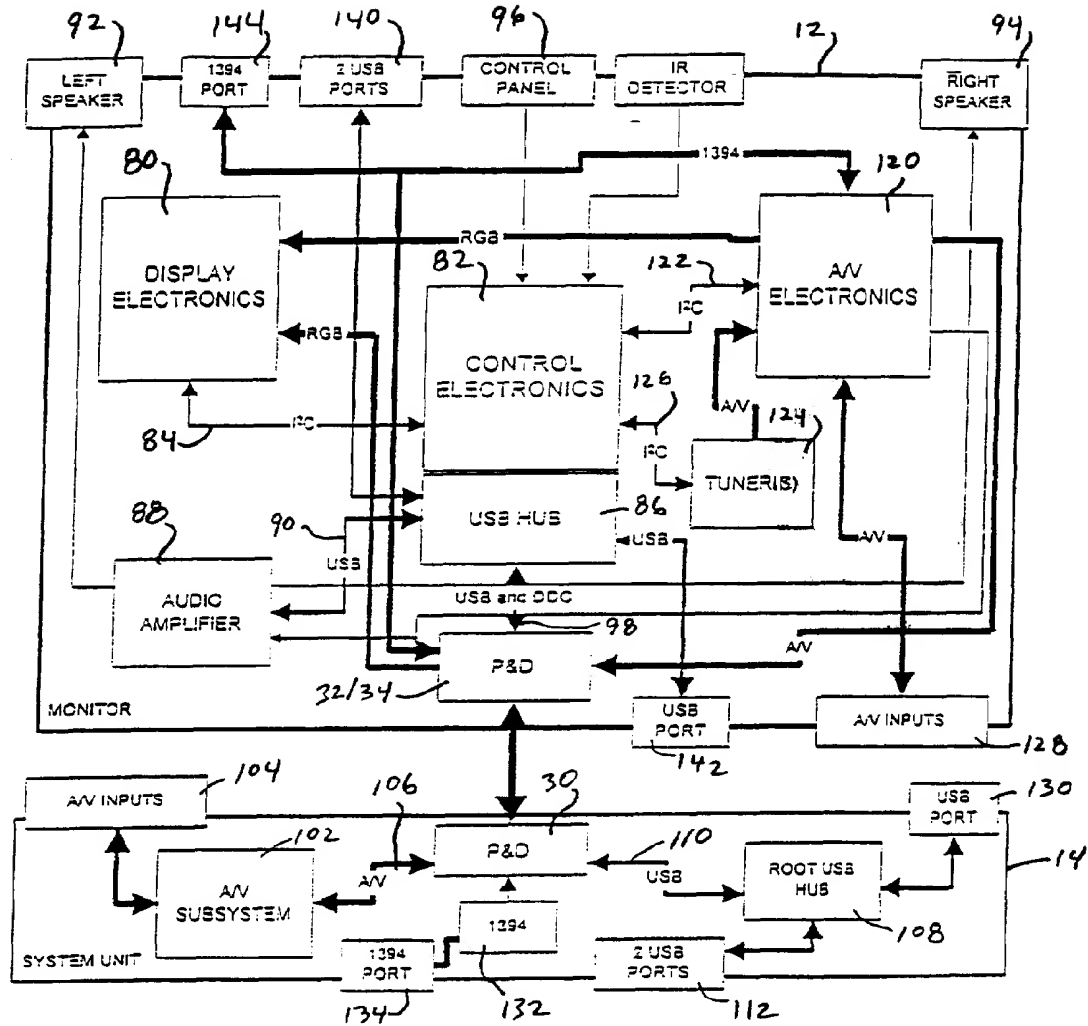 92
144
140
96
12
94
LEFT
SPEAKER
1394
PORT
2 USB
PORTS
CONTROL
PANEL
IR
DETECTOR
RIGHT
SPEAKER
80
1394
120
DISPLAY
ELECTRONICS
RGB
82
122
A/V
ELECTRONICS
I²C
RGB
CONTROL
ELECTRONICS
126
A/V
124
84
I²C
I²C
TUNER(S)
88
90
USB HUB
86
USB
A/V
USB
AUDIO
AMPLIFIER
USB and DDC
98
P&D
A/V
32/34
MONITOR
USB
PORT
142
A/V INPUTS
128
104
A/V INPUTS
106
30
USB
PORT
130
102
P&D
110
14
A/V
SUBSYSTEM
A/V
USB
ROOT USB
HUB
1394
108
SYSTEM UNIT
1394
PORT
2 USB
PORTS
134
132
112